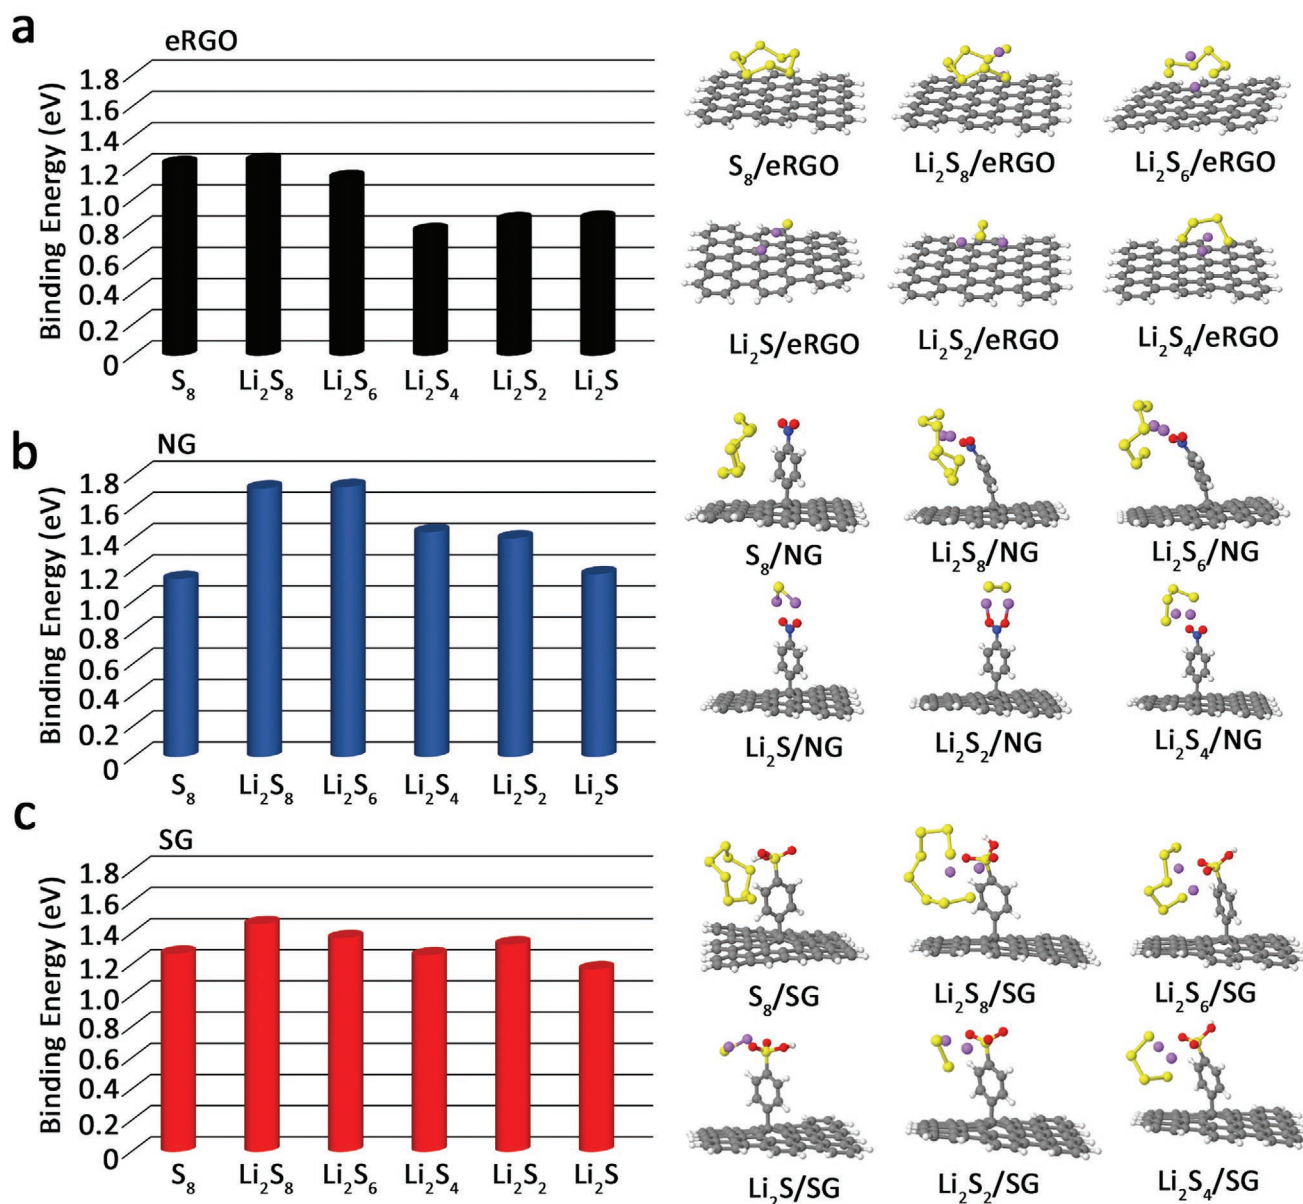 a
eRGO
Binding Energy (eV)
1.8
1.6
1.4
1.2
1.0
0.8
0.6
0.4
0.2
0
S₈ Li₂S₈ Li₂S₆ Li₂S₄ Li₂S₂ Li₂S
S₈/eRGO Li₂S₈/eRGO Li₂S₆/eRGO
Li₂S/eRGO Li₂S₂/eRGO Li₂S₄/eRGO
b
NG
Binding Energy (eV)
1.8
1.6
1.4
1.2
1.0
0.8
0.6
0.4
0.2
0
S₈ Li₂S₈ Li₂S₆ Li₂S₄ Li₂S₂ Li₂S
S₈/NG Li₂S₈/NG Li₂S₆/NG
Li₂S/NG Li₂S₂/NG Li₂S₄/NG
c
SG
Binding Energy (eV)
1.8
1.6
1.4
1.2
1.0
0.8
0.6
0.4
0.2
0
S₈ Li₂S₈ Li₂S₆ Li₂S₄ Li₂S₂ Li₂S
S₈/SG Li₂S₈/SG Li₂S₆/SG
Li₂S/SG Li₂S₂/SG Li₂S₄/SG